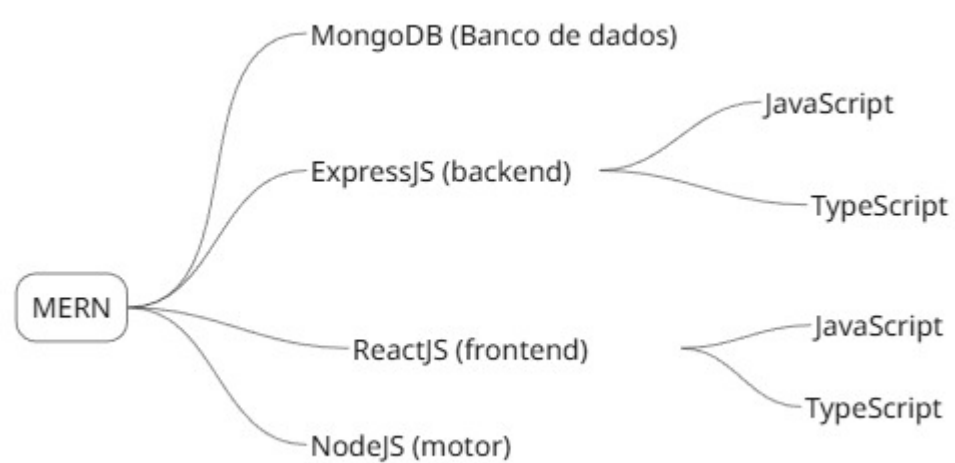 MERN
MongoDB (Banco de dados)
ExpressJS (backend)
JavaScript
TypeScript
ReactJS (frontend)
JavaScript
TypeScript
NodeJS (motor)